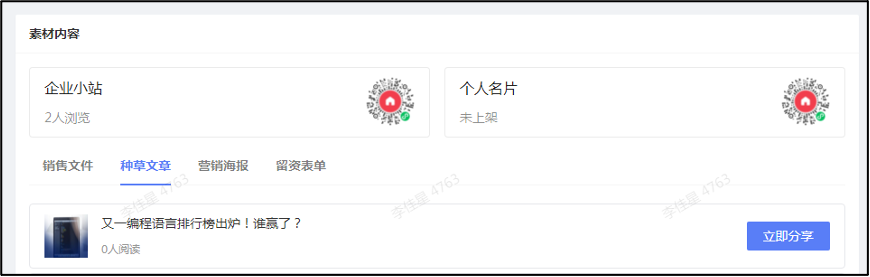 素材内容
企业小站
2人浏览
个人名片
未上架
销售文件 种草文章 营销海报 留资表单
李佳星 4763 李佳星 4763 李佳星 4763
又一编程语言排行榜出炉！谁赢了？
0人阅读
立即分享